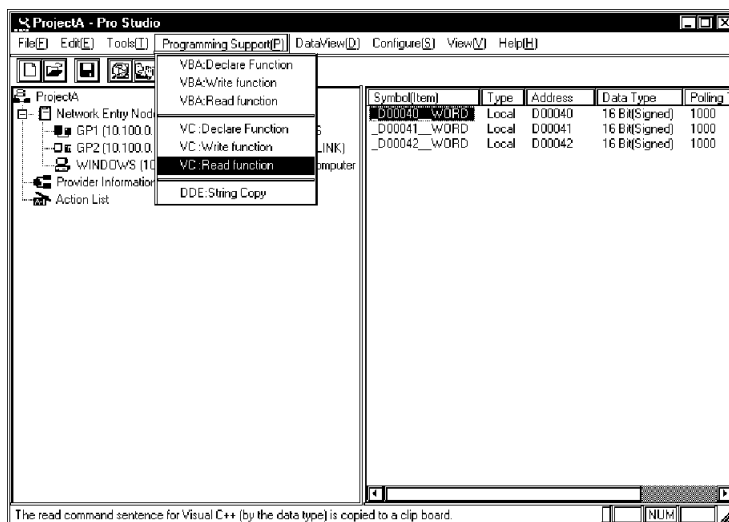 ProjectA - Pro Studio
File(F) Edit(E) Tools(T) Programming Support(P) DataView(D) Configure(S) View(V) Help(H)
VBA:Declare Function
VBA:Write function
VBA:Read function
VC :Declare Function
VC :Write function
VC :Read function
DDE:String Copy
ProjectA
Network Entry Nod
GP1 (10.100.0. S
GP2 (10.100.0. LINK)
WINDOWS (10 omputer
Provider Information
Action List
Symbol(Item) Type Address Data Type Polling
_D00040__WORD Local D00040 16 Bit(Signed) 1000
_D00041__WORD Local D00041 16 Bit(Signed) 1000
_D00042__WORD Local D00042 16 Bit(Signed) 1000
The read command sentence for Visual C++ (by the data type) is copied to a clip board.
NUM